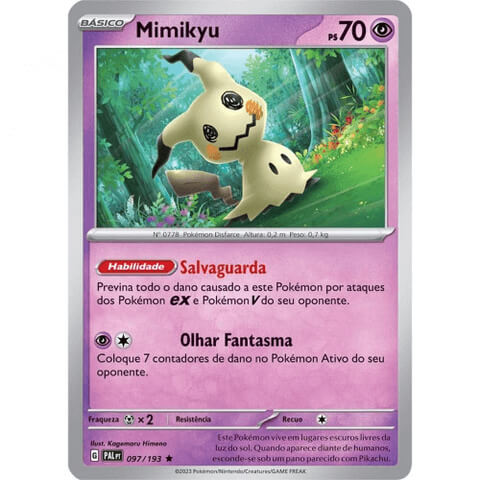 BÁSICO
Mimikyu
PS 70
Nº 0778 Pokémon Disfarce Altura: 0,2 m Peso: 0,7 kg
Habilidade Salvaguarda
Previna todo o dano causado a este Pokémon por ataques
dos Pokémon ex e Pokémon V do seu oponente.
Olhar Fantasma
Coloque 7 contadores de dano no Pokémon Ativo do seu
oponente.
Fraqueza ×2 Resistência Recuo
Ilust. Kagemaru Himeno
G PAL PT 097/193 ★
©2023 Pokémon/Nintendo/Creatures/GAME FREAK
Este Pokémon vive em lugares escuros livres
da luz do sol. Quando aparece diante de humanos,
esconde-se sob um pano parecido com Pikachu.